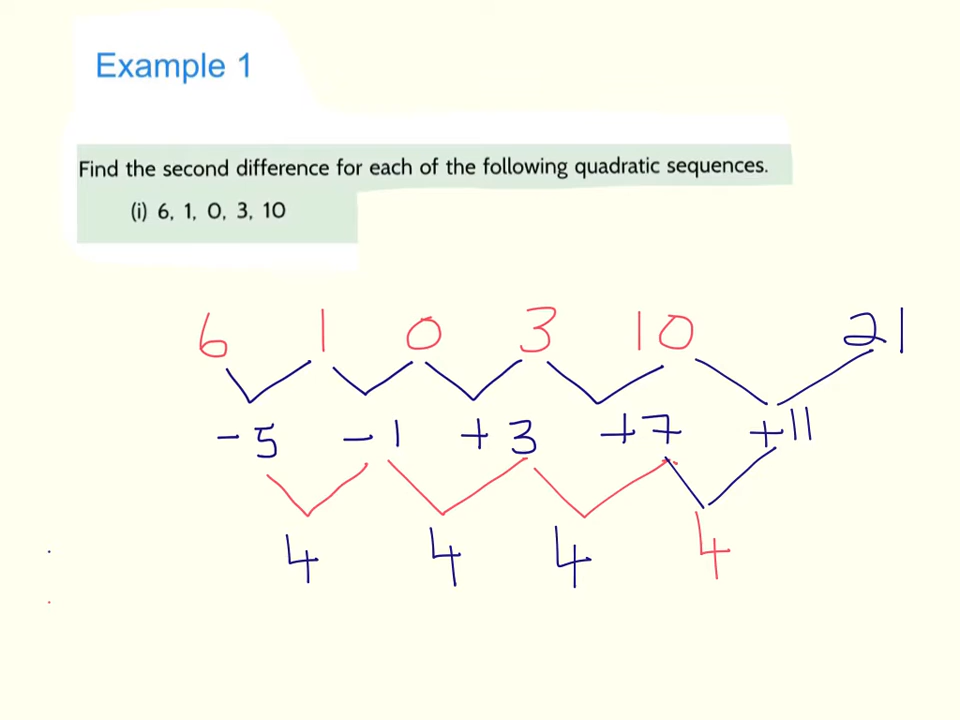 Example 1
Find the second difference for each of the following quadratic sequences.
(i) 6, 1, 0, 3, 10
6 1 0 3 10 21
-5 -1 +3 +7 +11
4 4 4 4